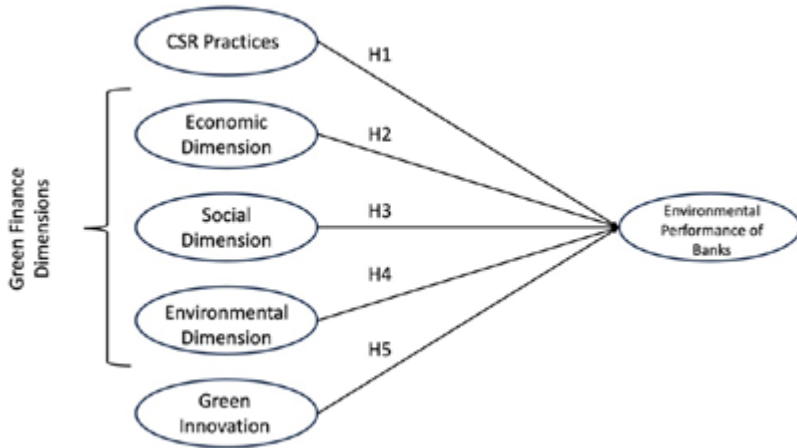 CSR Practices
H1
Economic
Dimension
H2
Green Finance
Dimensions
Social
Dimension
H3
Environmental
Performance of
Banks
H4
Environmental
Dimension
H5
Green
Innovation